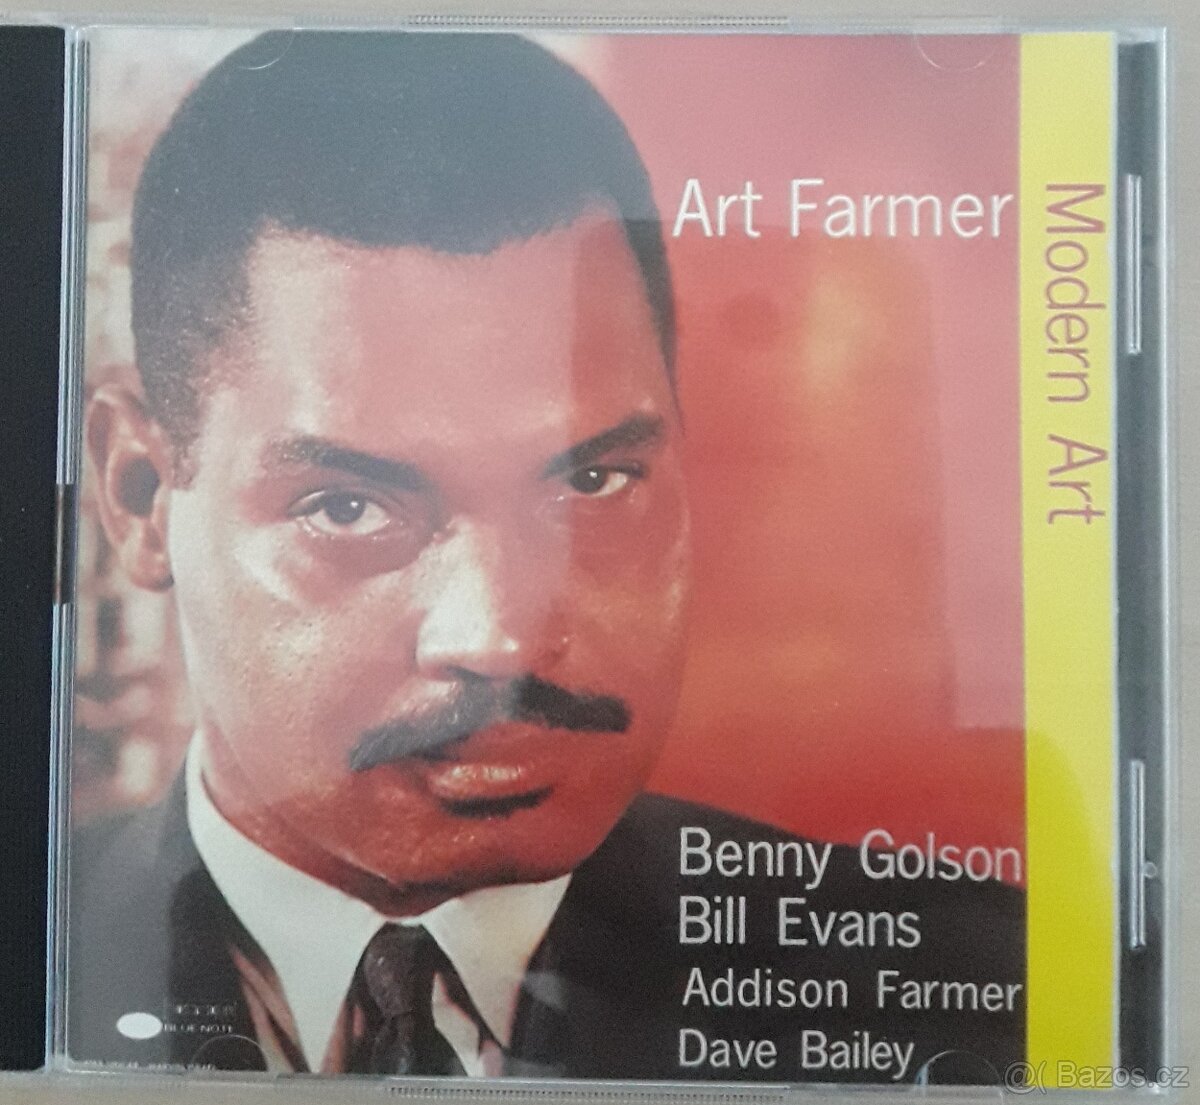 Art Farmer
Modern Art
Benny Golson
Bill Evans
Addison Farmer
Dave Bailey
BLUE NOTE
@( Bazos.cz